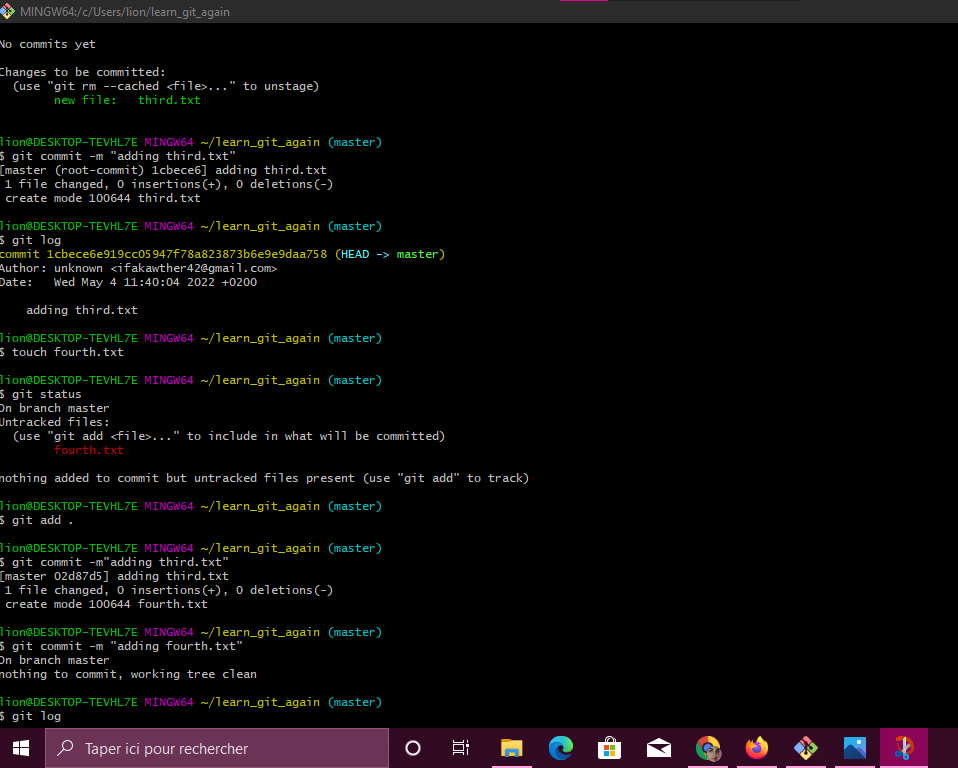 MINGW64:/c/Users/lion/learn_git_again
No commits yet
Changes to be committed:
(use "git rm --cached <file>..." to unstage)
new file: third.txt
lion@DESKTOP-TEVHL7E MINGW64 ~/learn_git_again (master)
$ git commit -m "adding third.txt"
[master (root-commit) 1cbece6] adding third.txt
1 file changed, 0 insertions(+), 0 deletions(-)
create mode 100644 third.txt
lion@DESKTOP-TEVHL7E MINGW64 ~/learn_git_again (master)
$ git log
commit 1cbece6e919cc05947f78a823873b6e9e9daa758 (HEAD -> master)
Author: unknown <ifakawther42@gmail.com>
Date: Wed May 4 11:40:04 2022 +0200
adding third.txt
lion@DESKTOP-TEVHL7E MINGW64 ~/learn_git_again (master)
$ touch fourth.txt
lion@DESKTOP-TEVHL7E MINGW64 ~/learn_git_again (master)
$ git status
On branch master
Untracked files:
(use "git add <file>..." to include in what will be committed)
fourth.txt
nothing added to commit but untracked files present (use "git add" to track)
lion@DESKTOP-TEVHL7E MINGW64 ~/learn_git_again (master)
$ git add .
lion@DESKTOP-TEVHL7E MINGW64 ~/learn_git_again (master)
$ git commit -m"adding third.txt"
[master 02d87d5] adding third.txt
1 file changed, 0 insertions(+), 0 deletions(-)
create mode 100644 fourth.txt
lion@DESKTOP-TEVHL7E MINGW64 ~/learn_git_again (master)
$ git commit -m "adding fourth.txt"
On branch master
nothing to commit, working tree clean
lion@DESKTOP-TEVHL7E MINGW64 ~/learn_git_again (master)
$ git log
Taper ici pour rechercher